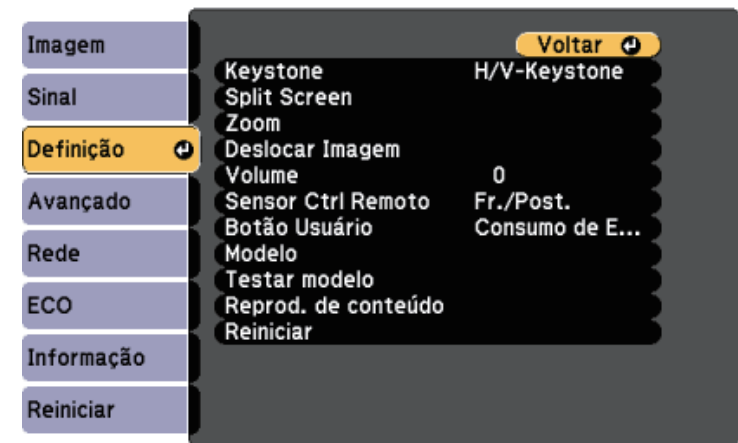 Imagem
Sinal
Definição
Avançado
Rede
ECO
Informação
Reiniciar
Voltar
Keystone H/V-Keystone
Split Screen
Zoom
Deslocar Imagem
Volume 0
Sensor Ctrl Remoto Fr./Post.
Botão Usuário Consumo de E...
Modelo
Testar modelo
Reprod. de conteúdo
Reiniciar